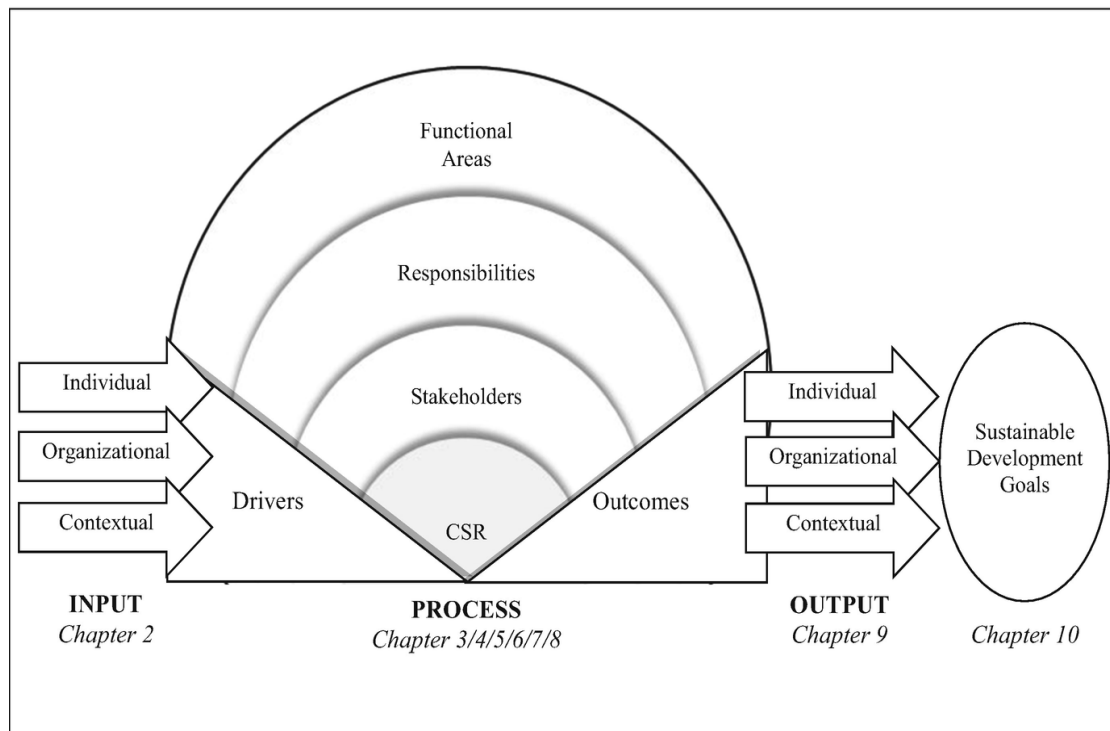 Functional
Areas
Responsibilities
Stakeholders
CSR
Individual
Organizational
Contextual
Drivers
Outcomes
Individual
Organizational
Contextual
Sustainable
Development
Goals
INPUT
Chapter 2
PROCESS
Chapter 3/4/5/6/7/8
OUTPUT
Chapter 9
Chapter 10